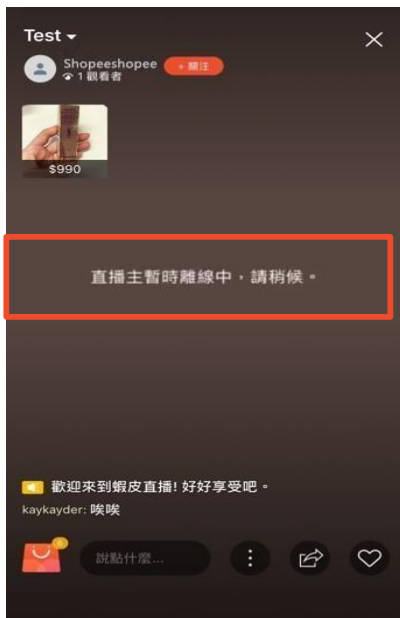 Test
Shopeeshopee
+ 關注
1 觀看者
$990
直播主暫時離線中，請稍候。
歡迎來到蝦皮直播! 好好享受吧。
kaykayder: 唉唉
6
說點什麼...